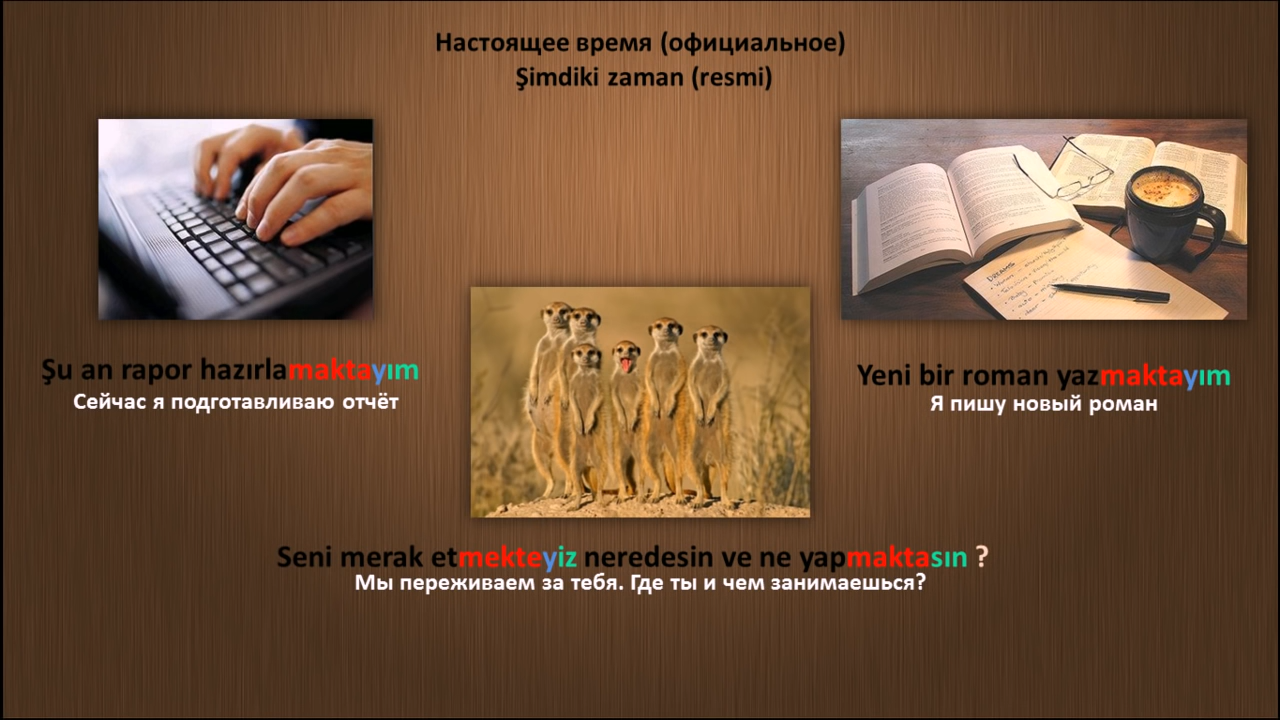 Настоящее время (официальное)
Şimdiki zaman (resmi)
Şu an rapor hazırlamaktayım
Сейчас я подготавливаю отчёт
Yeni bir roman yazmaktayım
Я пишу новый роман
Seni merak etmekteyiz neredesin ve ne yapmaktasın ?
Мы переживаем за тебя. Где ты и чем занимаешься?